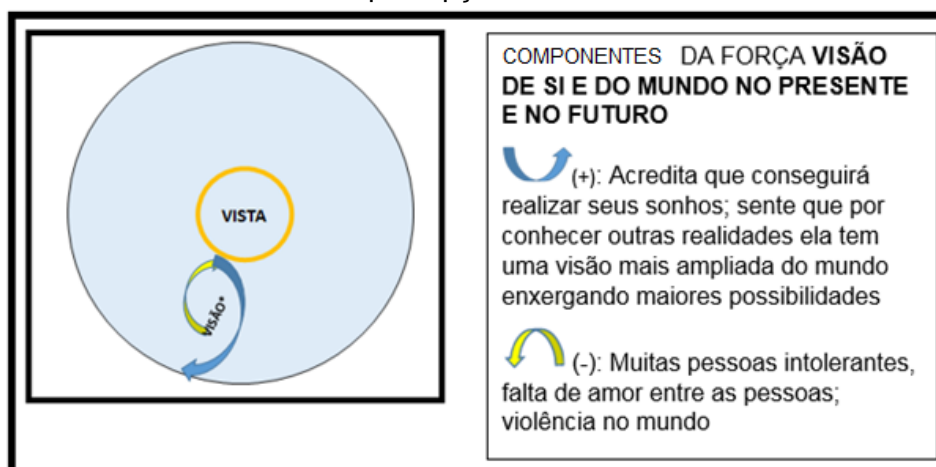 VISTA
VISÃO*
COMPONENTES DA FORÇA VISÃO
DE SI E DO MUNDO NO PRESENTE
E NO FUTURO
(+): Acredita que conseguirá
realizar seus sonhos; sente que por
conhecer outras realidades ela tem
uma visão mais ampliada do mundo
enxergando maiores possibilidades
(-): Muitas pessoas intolerantes,
falta de amor entre as pessoas;
violência no mundo